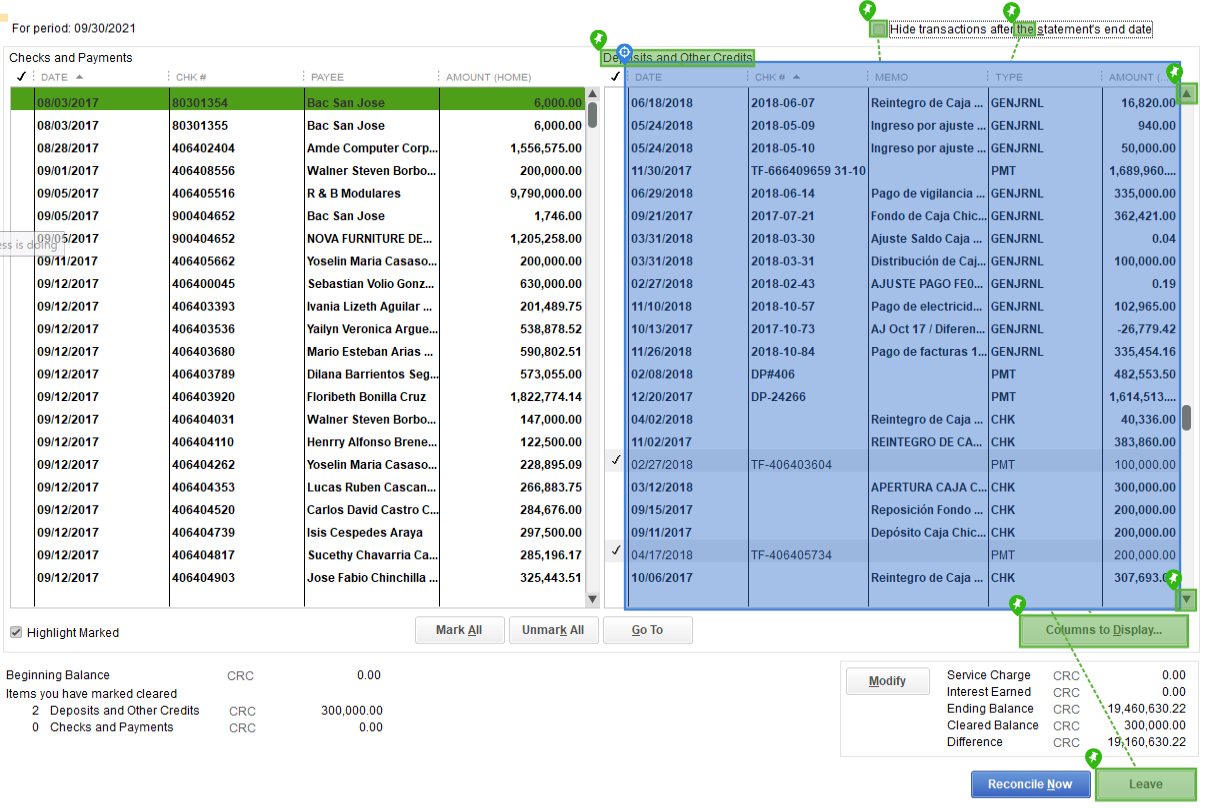 For period: 09/30/2021
Hide transactions after the statement's end date
Checks and Payments
✓ DATE CHK # PAYEE AMOUNT (HOME)
08/03/2017 80301354 Bac San Jose 6,000.00
08/03/2017 80301355 Bac San Jose 6,000.00
08/28/2017 406402404 Amde Computer Corp... 1,556,575.00
09/01/2017 406408556 Walner Steven Borbo... 200,000.00
09/05/2017 406405516 R & B Modulares 9,790,000.00
09/05/2017 900404652 Bac San Jose 1,746.00
09/05/2017 900404652 NOVA FURNITURE DE... 1,205,258.00
ess is doing
09/11/2017 406405662 Yoselin Maria Casaso... 200,000.00
09/12/2017 406400045 Sebastian Volio Gonz... 630,000.00
09/12/2017 406403393 Ivania Lizeth Aguilar ... 201,489.75
09/12/2017 406403536 Yailyn Veronica Argue... 538,878.52
09/12/2017 406403680 Mario Esteban Arias ... 590,802.51
09/12/2017 406403789 Dilana Barrientos Seg... 573,055.00
09/12/2017 406403920 Floribeth Bonilla Cruz 1,822,774.14
09/12/2017 406404031 Walner Steven Borbo... 147,000.00
09/12/2017 406404110 Henrry Alfonso Brene... 122,500.00
09/12/2017 406404262 Yoselin Maria Casaso... 228,895.09
09/12/2017 406404353 Lucas Ruben Cascan... 266,883.75
09/12/2017 406404520 Carlos David Castro C... 284,676.00
09/12/2017 406404739 Isis Cespedes Araya 297,500.00
09/12/2017 406404817 Sucethy Chavarria Ca... 285,196.17
09/12/2017 406404903 Jose Fabio Chinchilla ... 325,443.51
Deposits and Other Credits
✓ DATE CHK # MEMO TYPE AMOUNT (...
06/18/2018 2018-06-07 Reintegro de Caja ... GENJRNL 16,820.00
05/24/2018 2018-05-09 Ingreso por ajuste ... GENJRNL 940.00
05/24/2018 2018-05-10 Ingreso por ajuste ... GENJRNL 50,000.00
11/30/2017 TF-666409659 31-10 PMT 1,689,960....
06/29/2018 2018-06-14 Pago de vigilancia ... GENJRNL 335,000.00
09/21/2017 2017-07-21 Fondo de Caja Chic... GENJRNL 362,421.00
03/31/2018 2018-03-30 Ajuste Saldo Caja ... GENJRNL 0.04
03/31/2018 2018-03-31 Distribución de Caj... GENJRNL 100,000.00
02/27/2018 2018-02-43 AJUSTE PAGO FE0... GENJRNL 0.19
11/10/2018 2018-10-57 Pago de electricid... GENJRNL 102,965.00
10/13/2017 2017-10-73 AJ Oct 17 / Diferen... GENJRNL -26,779.42
11/26/2018 2018-10-84 Pago de facturas 1... GENJRNL 335,454.16
02/08/2018 DP#406 PMT 482,553.50
12/20/2017 DP-24266 PMT 1,614,513....
04/02/2018 Reintegro de Caja ... CHK 40,336.00
11/02/2017 REINTEGRO DE CA... CHK 383,860.00
✓ 02/27/2018 TF-406403604 PMT 100,000.00
03/12/2018 APERTURA CAJA C... CHK 300,000.00
09/15/2017 Reposición Fondo ... CHK 200,000.00
09/11/2017 Depósito Caja Chic... CHK 200,000.00
✓ 04/17/2018 TF-406405734 PMT 200,000.00
10/06/2017 Reintegro de Caja ... CHK 307,693.
Highlight Marked
Mark All Unmark All Go To Columns to Display...
Beginning Balance CRC 0.00
Items you have marked cleared
2 Deposits and Other Credits CRC 300,000.00
0 Checks and Payments CRC 0.00
Modify
Service Charge CRC 0.00
Interest Earned CRC 0.00
Ending Balance CRC 19,460,630.22
Cleared Balance CRC 300,000.00
Difference CRC 19,160,630.22
Reconcile Now Leave